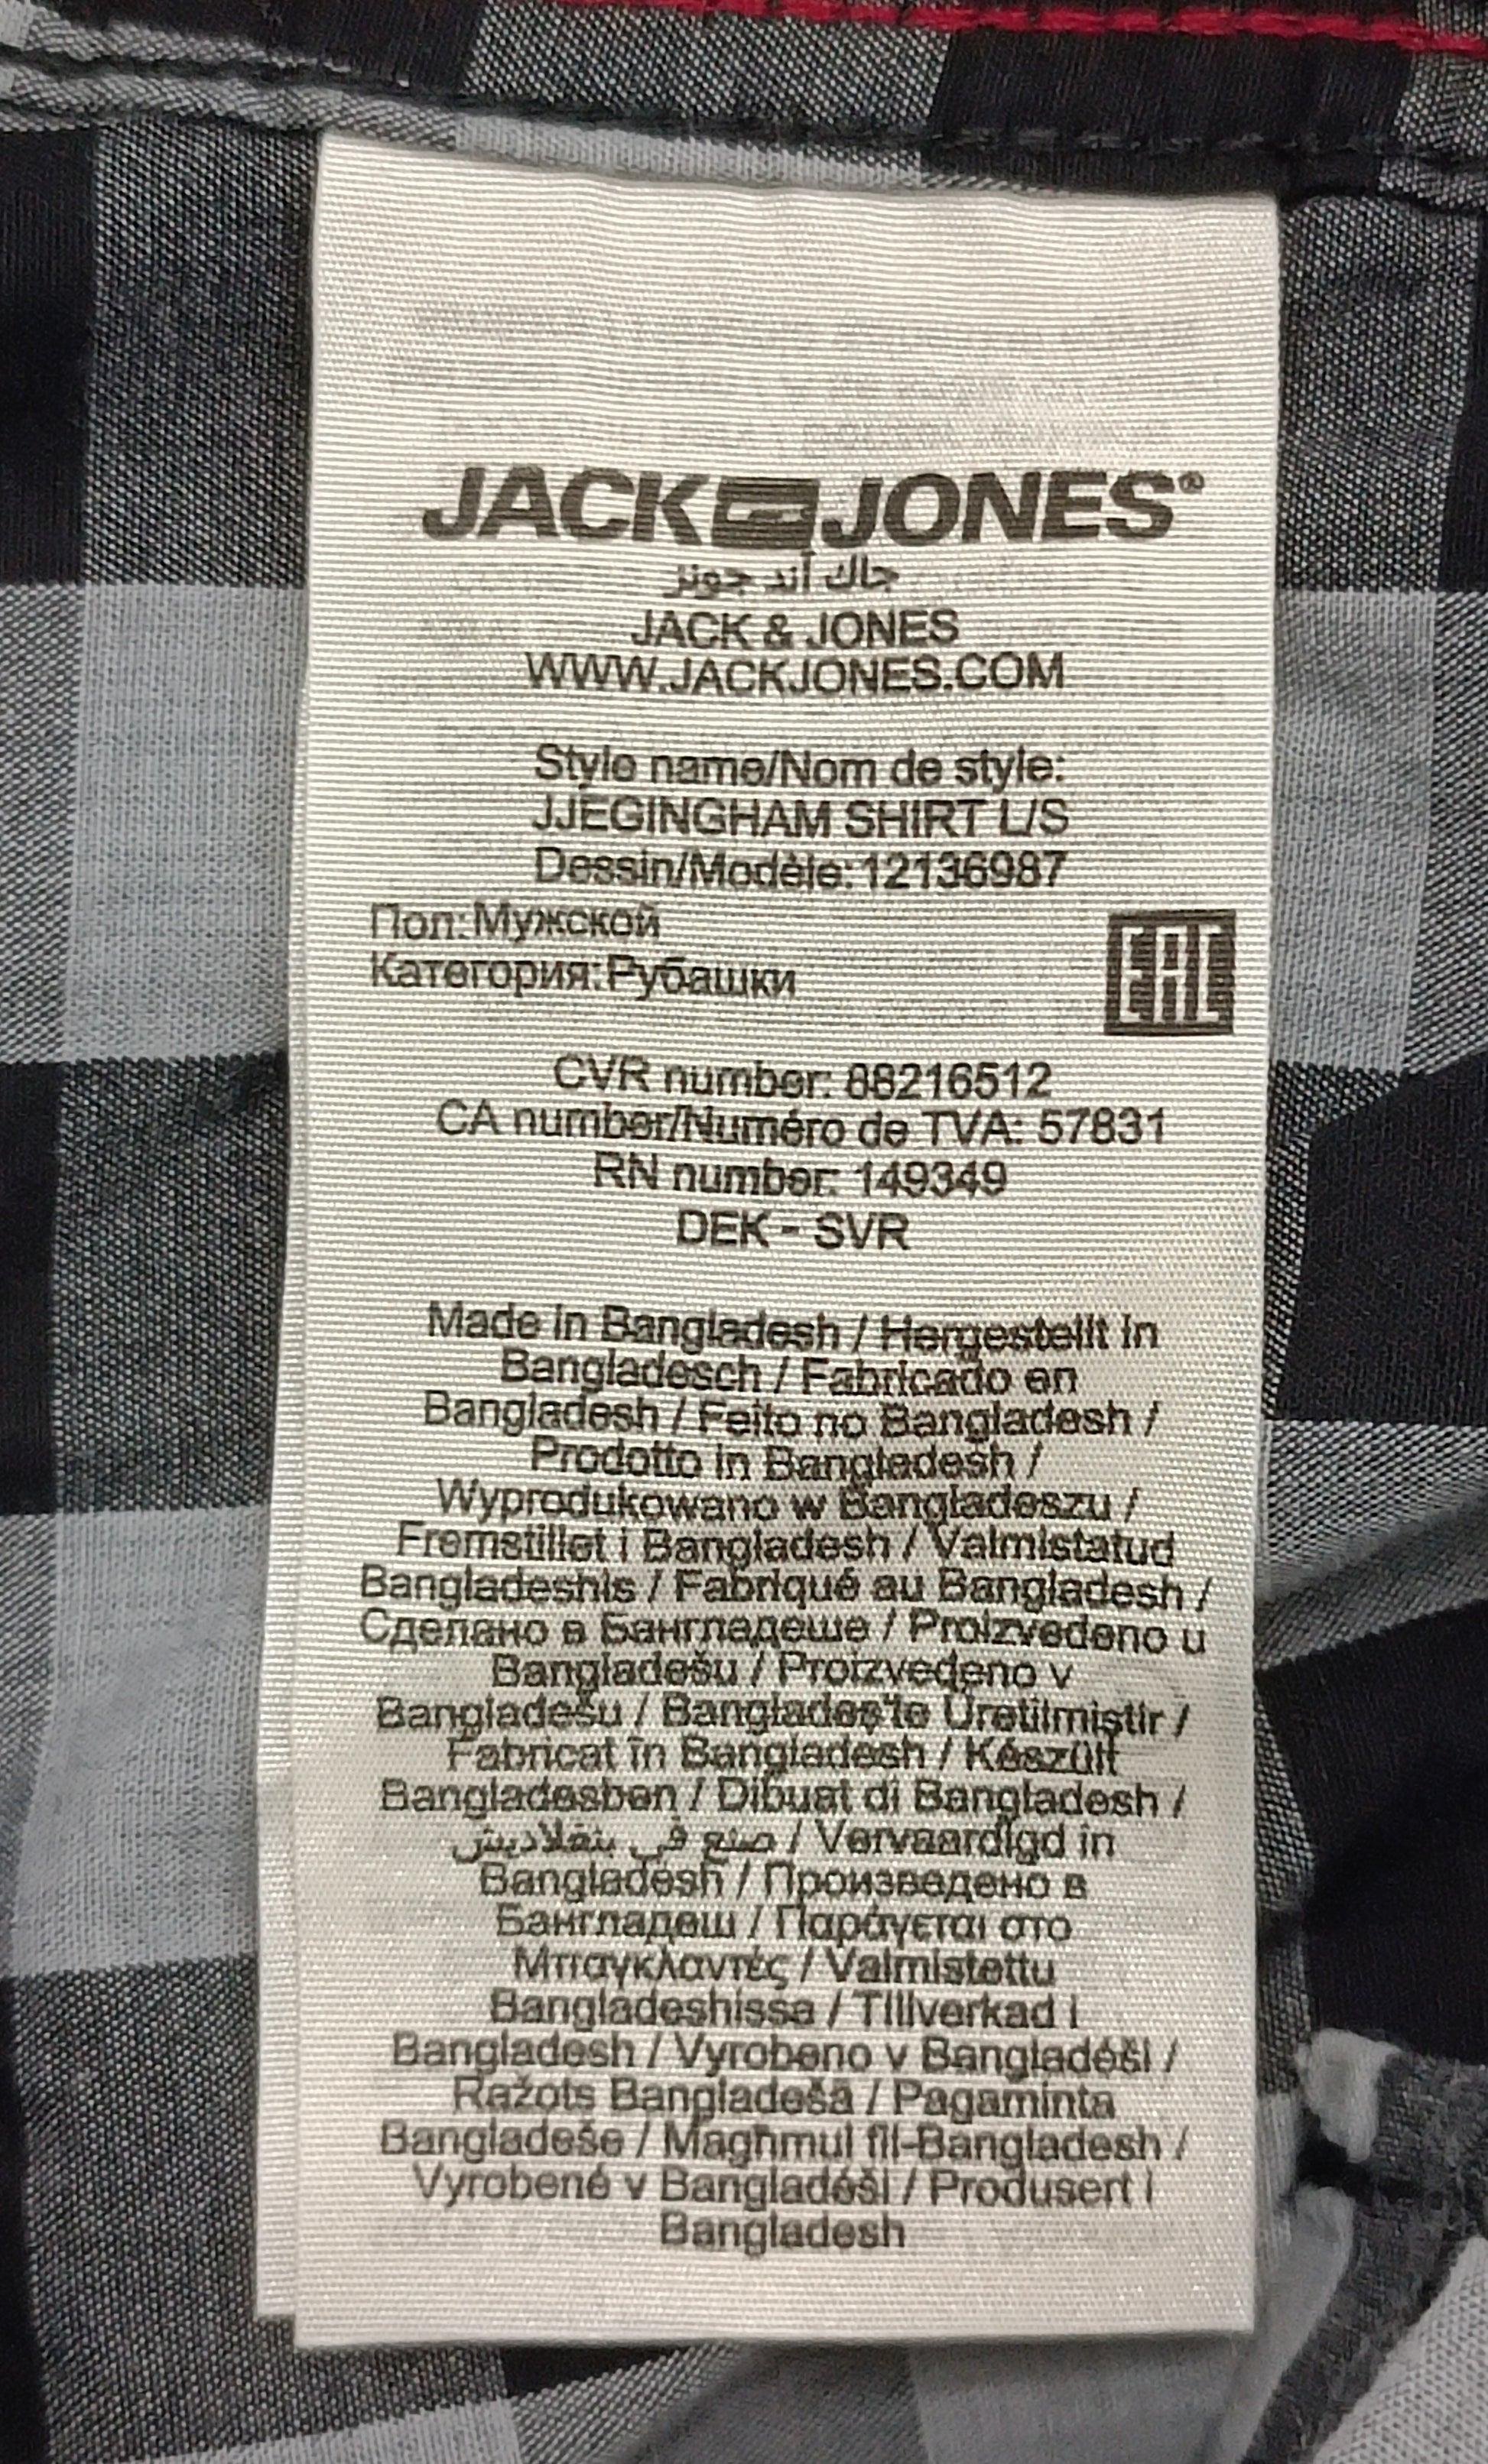 JACK JONES®
جاك أند جونز
JACK & JONES
WWW.JACKJONES.COM
Style name/Nom de style:
JJEGINGHAM SHIRT L/S
Dessin/Modèle:12136987
Пол:Мужской
Категория:Рубашки
EAC
CVR number: 88216512
CA number/Numéro de TVA: 57831
RN number: 149349
DEK - SVR
Made in Bangladesh / Hergestellt in
Bangladesch / Fabricado en
Bangladesh / Feito no Bangladesh /
Prodotto in Bangladesh /
Wyprodukowano w Bangladeszu /
Fremstillet i Bangladesh / Valmistatud
Bangladeshis / Fabriqué au Bangladesh /
Сделано в Бангладеше / Proizvedeno u
Bangladešu / Proizvedeno v
Bangladešu / Bangladeş'te Üretilmiştir /
Fabricat în Bangladesh / Készült
Bangladesben / Dibuat di Bangladesh /
صنع في بنغلاديش / Vervaardigd in
Bangladesh / Произведено в
Бангладеш / Παράγεται στο
Μπαγκλαντές / Valmistettu
Bangladeshissa / Tillverkad i
Bangladesh / Vyrobeno v Bangladéši /
Ražots Bangladešā / Pagaminta
Bangladeše / Magħmul fil-Bangladesh /
Vyrobené v Bangladéši / Produsert i
Bangladesh